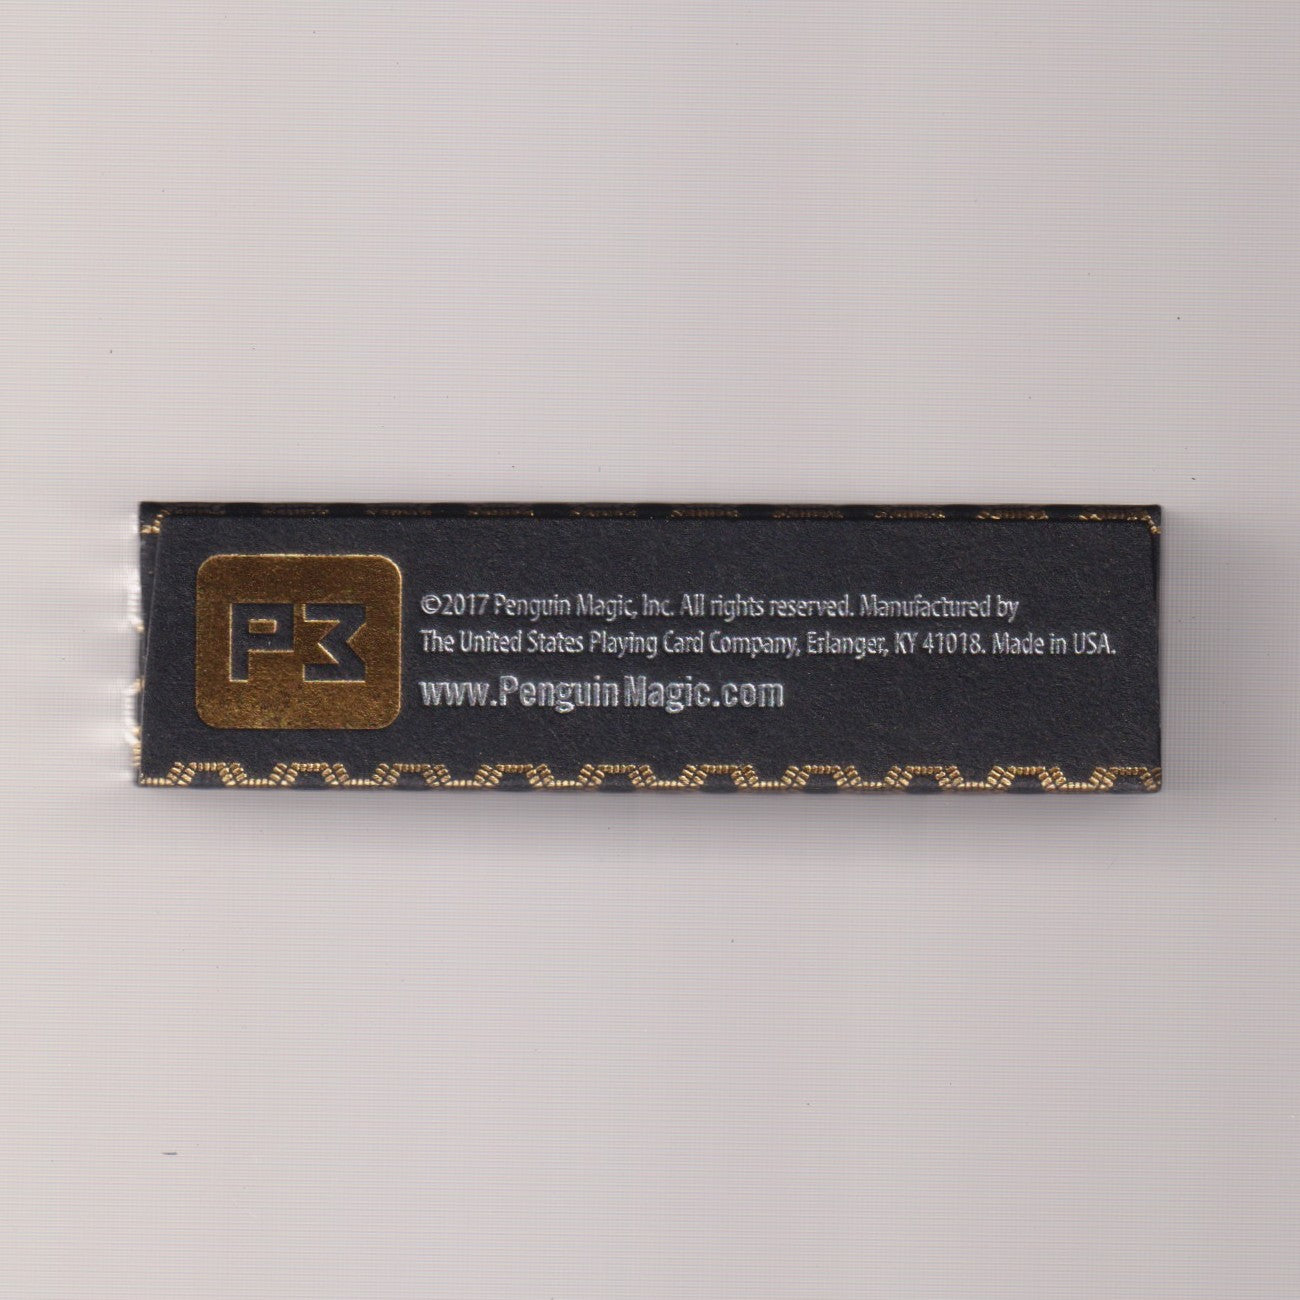 P3
©2017 Penguin Magic, Inc. All rights reserved. Manufactured by
The United States Playing Card Company, Erlanger, KY 41018. Made in USA.
www.PenguinMagic.com